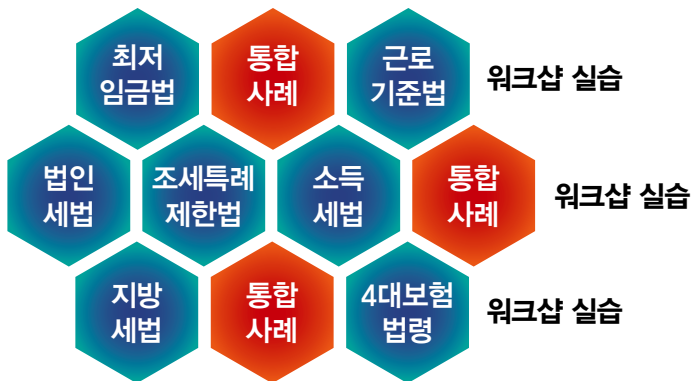 최저
임금법
통합
사례
근로
기준법
워크샵 실습
법인
세법
조세특례
제한법
소득
세법
통합
사례
워크샵 실습
지방
세법
통합
사례
4대보험
법령
워크샵 실습